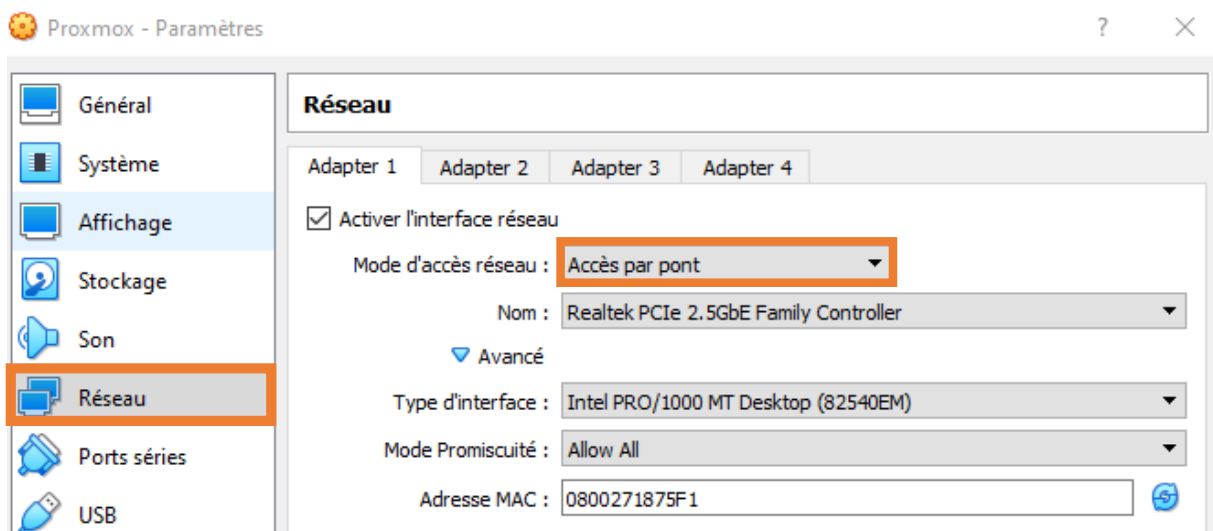 Proxmox - Paramètres ?
Général
Système
Affichage
Stockage
Son
Réseau
Ports séries
USB
Réseau
Adapter 1 Adapter 2 Adapter 3 Adapter 4
Activer l'interface réseau
Mode d'accès réseau : Accès par pont
Nom : Realtek PCIe 2.5GbE Family Controller
Avancé
Type d'interface : Intel PRO/1000 MT Desktop (82540EM)
Mode Promiscuité : Allow All
Adresse MAC : 0800271875F1